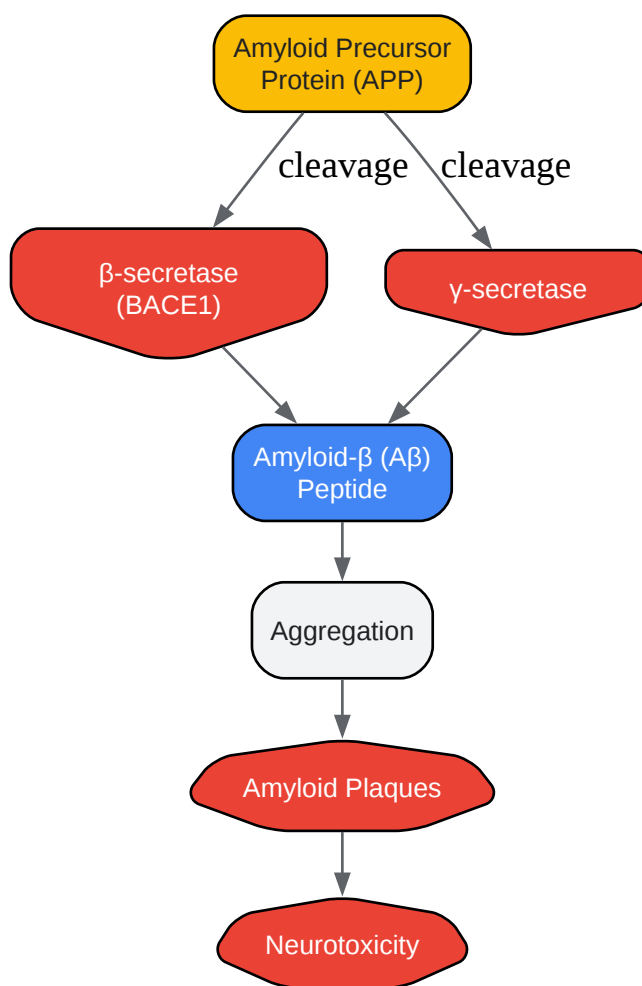 Amyloid Precursor
Protein (APP)
cleavage
cleavage
β-secretase
(BACE1)
γ-secretase
Amyloid-β (Aβ)
Peptide
Aggregation
Amyloid Plaques
Neurotoxicity